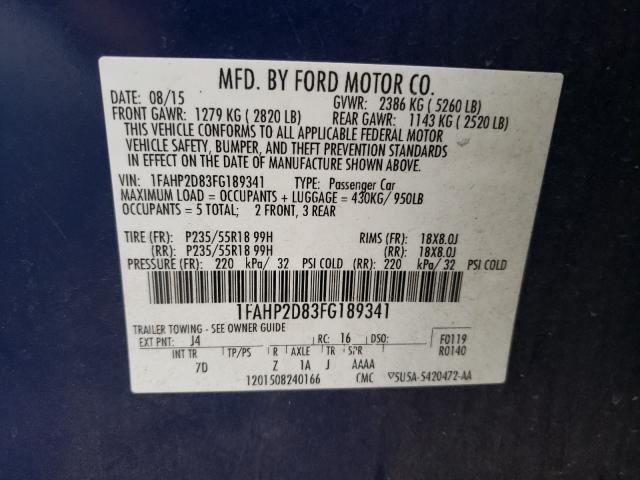 MFD. BY FORD MOTOR CO.
DATE: 08/15 GVWR: 2386 KG ( 5260 LB)
FRONT GAWR: 1279 KG ( 2820 LB) REAR GAWR: 1143 KG ( 2520 LB)
THIS VEHICLE CONFORMS TO ALL APPLICABLE FEDERAL MOTOR
VEHICLE SAFETY, BUMPER, AND THEFT PREVENTION STANDARDS
IN EFFECT ON THE DATE OF MANUFACTURE SHOWN ABOVE.
VIN: 1FAHP2D83FG189341 TYPE: Passenger Car
MAXIMUM LOAD = OCCUPANTS + LUGGAGE = 430KG/ 950LB
OCCUPANTS = 5 TOTAL; 2 FRONT, 3 REAR
TIRE (FR): P235/55R18 99H RIMS (FR): 18X8.0J
(RR): P235/55R18 99H (RR): 18X8.0J
PRESSURE (FR): 220 kPa/ 32 PSI COLD (RR): 220 kPa/ 32 PSI COLD
1FAHP2D83FG189341
TRAILER TOWING - SEE OWNER GUIDE
EXT PNT: J4 RC: 16 DSO: F0119
R0140
INT TR TP/PS R AXLE TR SPR
7D Z 1A J AAAA
1201508240166 CMC 5U5A-5420472-AA